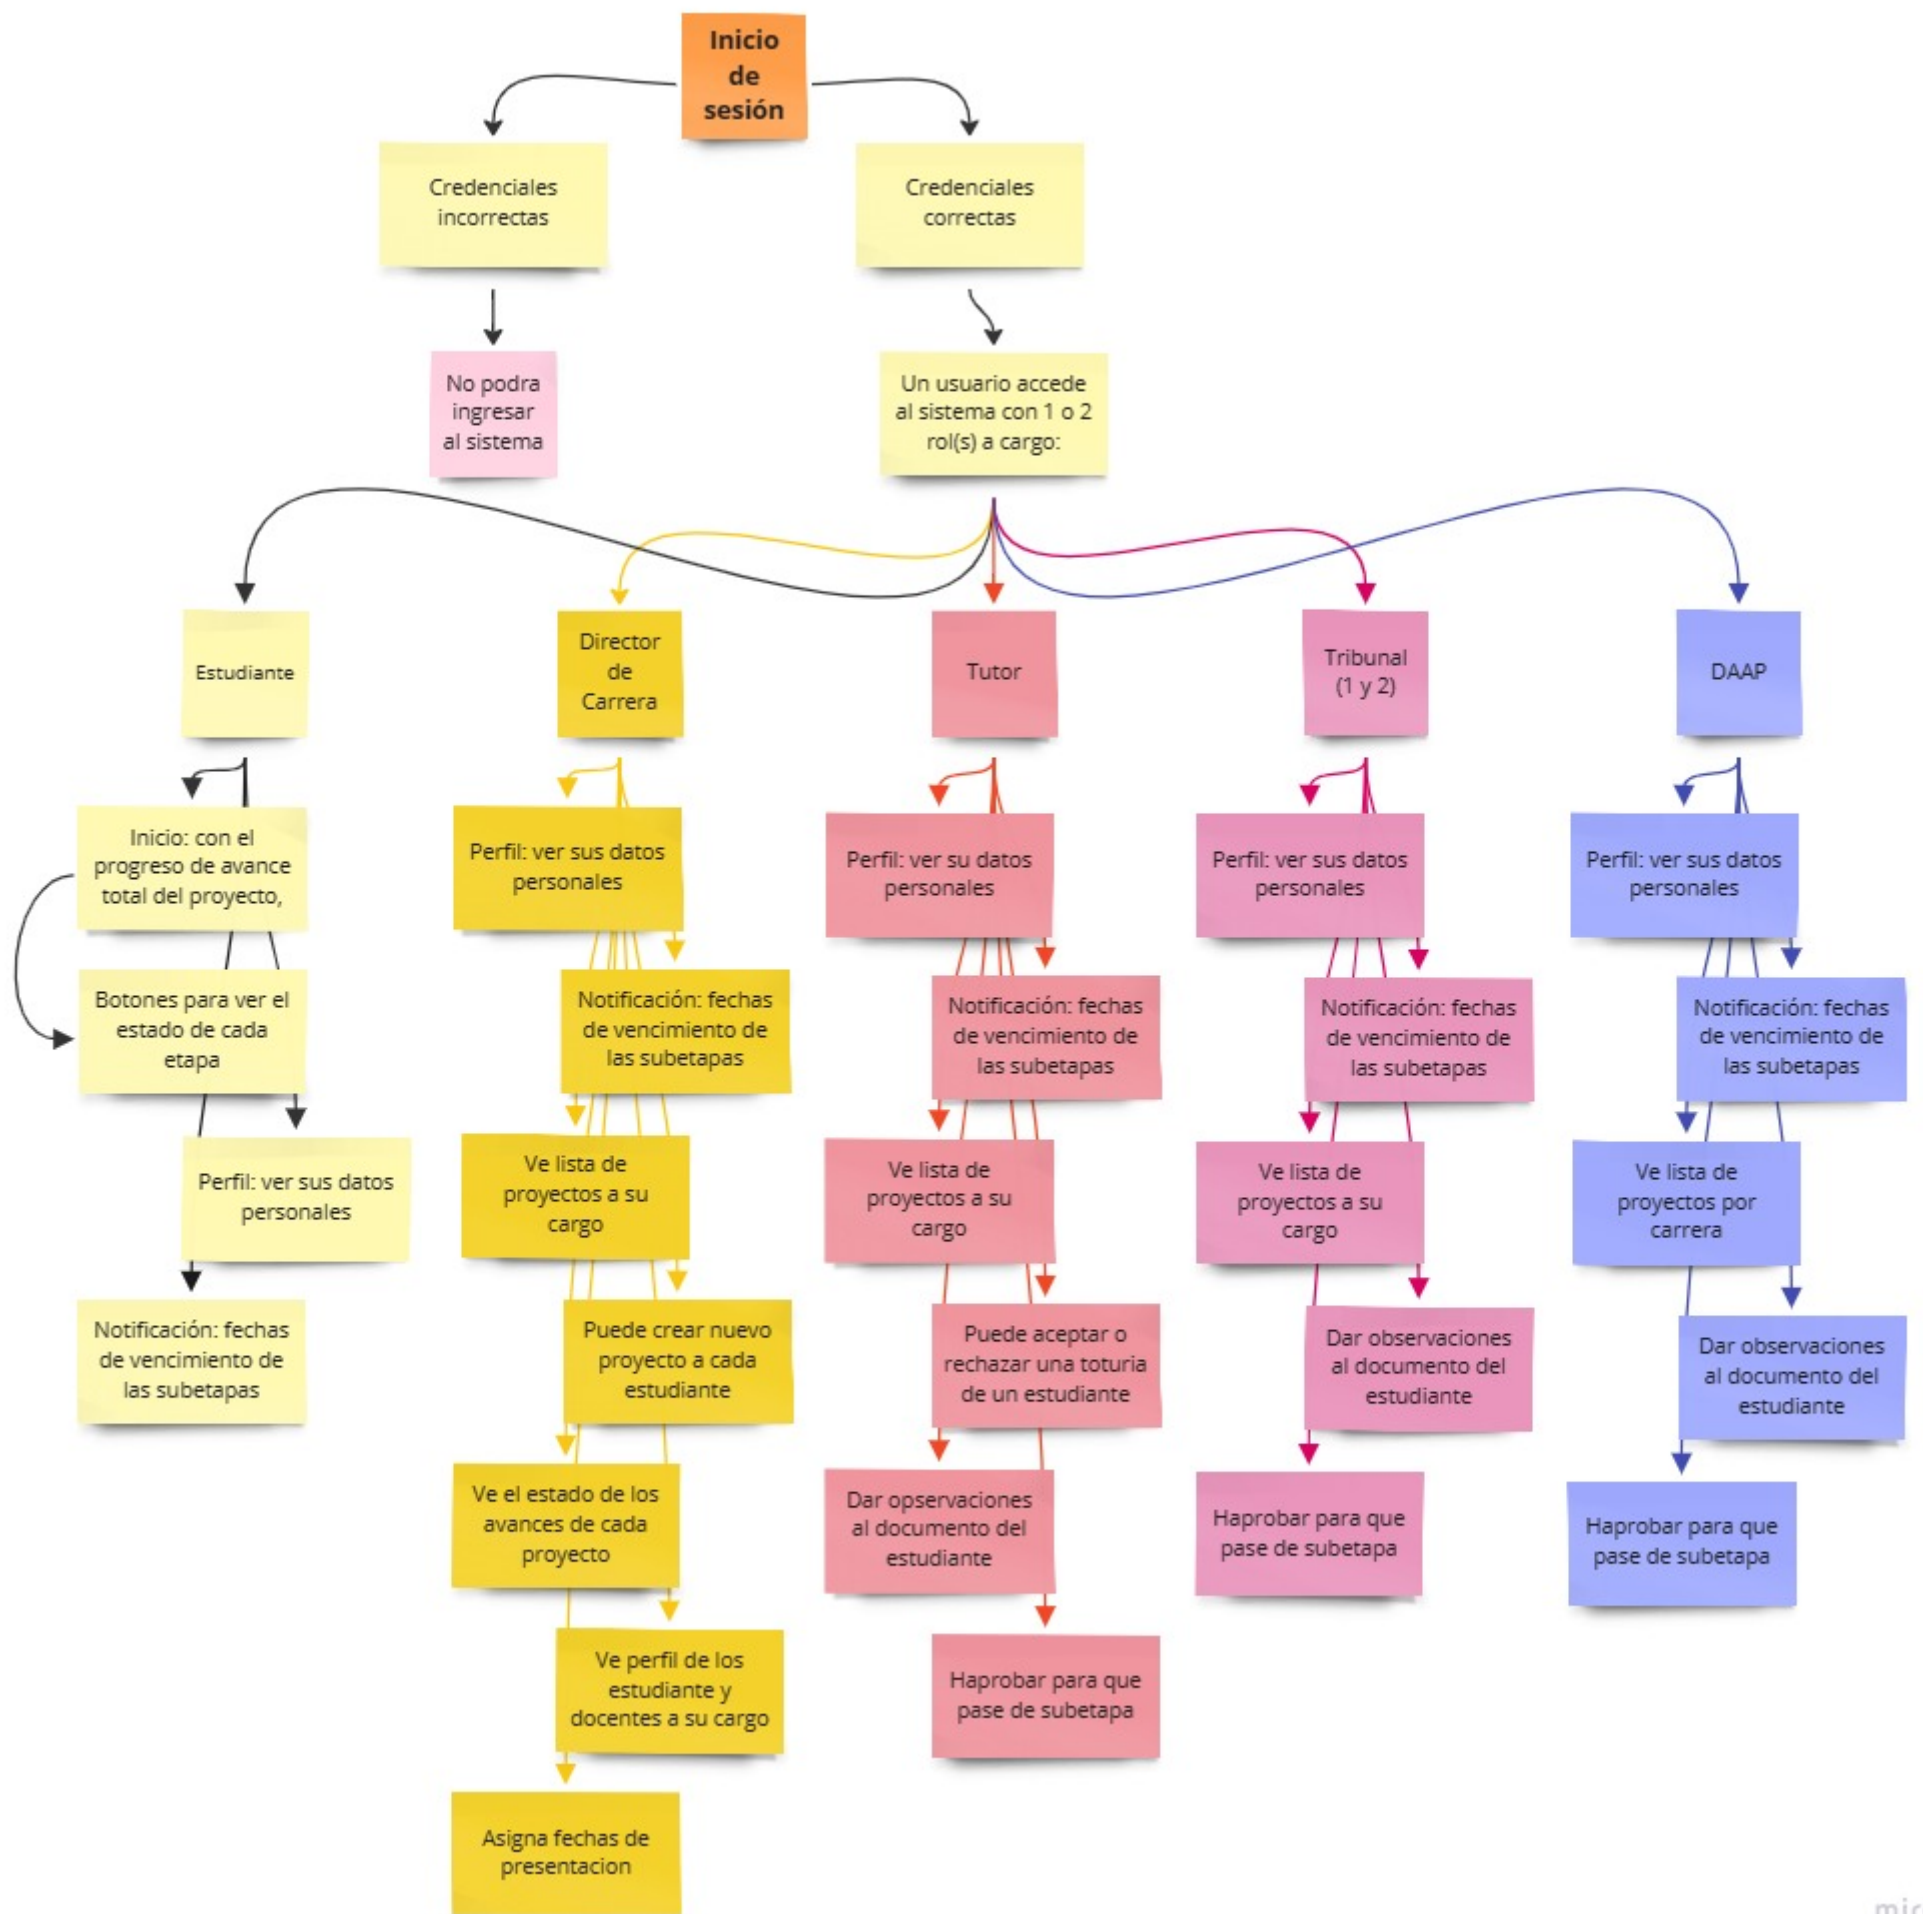 Inicio
de
sesión
Credenciales
incorrectas
Credenciales
correctas
No podra
ingresar
al sistema
Un usuario accede
al sistema con 1 o 2
rol(s) a cargo:
Estudiante
Director
de
Carrera
Tutor
Tribunal
(1 y 2)
DAAP
Inicio: con el
progreso de avance
total del proyecto,
Botones para ver el
estado de cada
etapa
Perfil: ver sus datos
personales
Notificación: fechas
de vencimiento de
las subetapas
Perfil: ver sus datos
personales
Notificación: fechas
de vencimiento de
las subetapas
Ve lista de
proyectos a su
cargo
Puede crear nuevo
proyecto a cada
estudiante
Ve el estado de los
avances de cada
proyecto
Ve perfil de los
estudiante y
docentes a su cargo
Asigna fechas de
presentacion
Perfil: ver su datos
personales
Notificación: fechas
de vencimiento de
las subetapas
Ve lista de
proyectos a su
cargo
Puede aceptar o
rechazar una toturia
de un estudiante
Dar opservaciones
al documento del
estudiante
Haprobar para que
pase de subetapa
Perfil: ver sus datos
personales
Notificación: fechas
de vencimiento de
las subetapas
Ve lista de
proyectos a su
cargo
Dar observaciones
al documento del
estudiante
Haprobar para que
pase de subetapa
Perfil: ver sus datos
personales
Notificación: fechas
de vencimiento de
las subetapas
Ve lista de
proyectos por
carrera
Dar observaciones
al documento del
estudiante
Haprobar para que
pase de subetapa